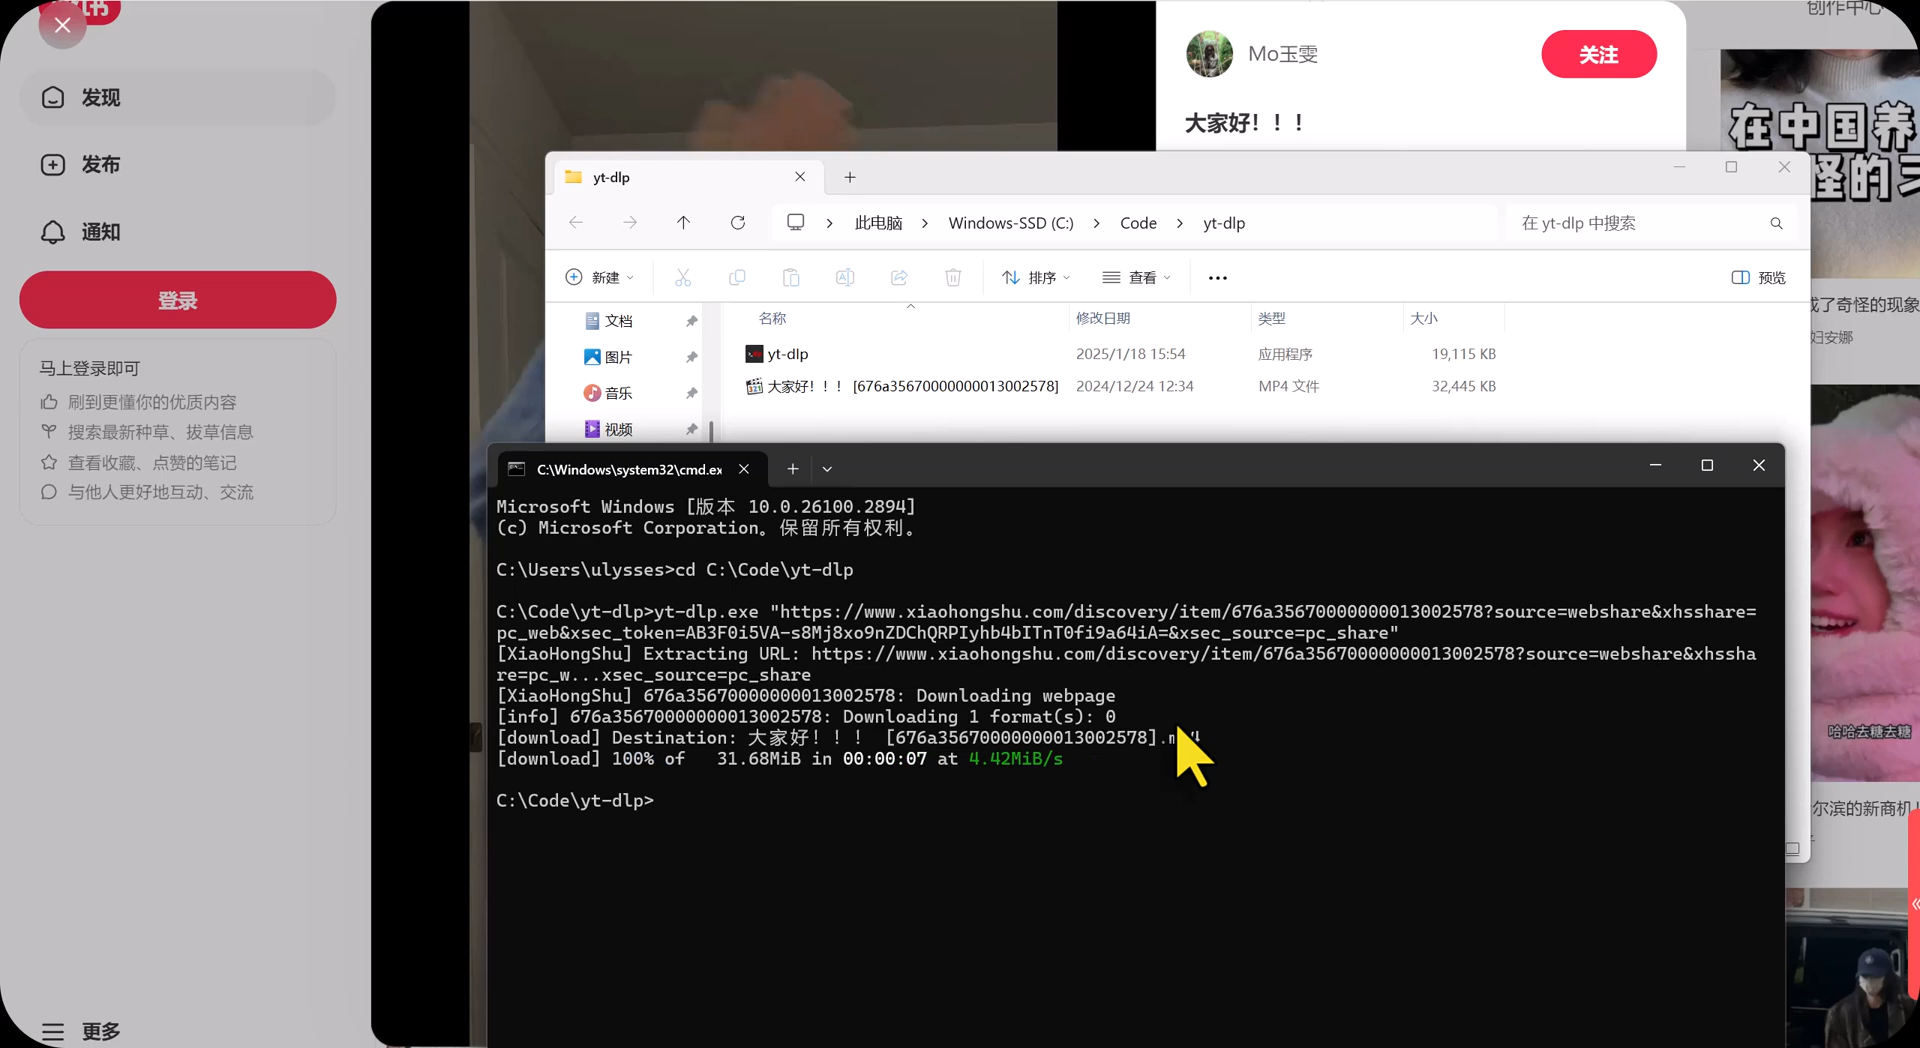 发现
发布
通知
登录
马上登录即可
刷到更懂你的优质内容
搜索最新种草、拔草信息
查看收藏、点赞的笔记
与他人更好地互动、交流
更多
Mo玉雯
关注
大家好！！！
创作中心
在中国养
怪的
成了奇怪的现象
妇安娜
哈哈去糖去糖
尔滨的新商机
yt-dlp
此电脑 > Windows-SSD (C:) > Code > yt-dlp
在 yt-dlp 中搜索
新建
排序
查看
预览
文档
图片
音乐
视频
名称 修改日期 类型 大小
yt-dlp 2025/1/18 15:54 应用程序 19,115 KB
大家好！！！ [676a35670000000013002578] 2024/12/24 12:34 MP4 文件 32,445 KB
C:\Windows\system32\cmd.ex
Microsoft Windows [版本 10.0.26100.2894]
(c) Microsoft Corporation。保留所有权利。
C:\Users\ulysses>cd C:\Code\yt-dlp
C:\Code\yt-dlp>yt-dlp.exe "https://www.xiaohongshu.com/discovery/item/676a35670000000013002578?source=webshare&xhsshare=
pc_web&xsec_token=AB3F0i5VA-s8Mj8xo9nZDChQRPIyhb4bITnT0fi9a64iA=&xsec_source=pc_share"
[XiaoHongShu] Extracting URL: https://www.xiaohongshu.com/discovery/item/676a35670000000013002578?source=webshare&xhssha
re=pc_w...xsec_source=pc_share
[XiaoHongShu] 676a35670000000013002578: Downloading webpage
[info] 676a35670000000013002578: Downloading 1 format(s): 0
[download] Destination: 大家好！！！ [676a35670000000013002578].mp4
[download] 100% of 31.68MiB in 00:00:07 at 4.42MiB/s
C:\Code\yt-dlp>